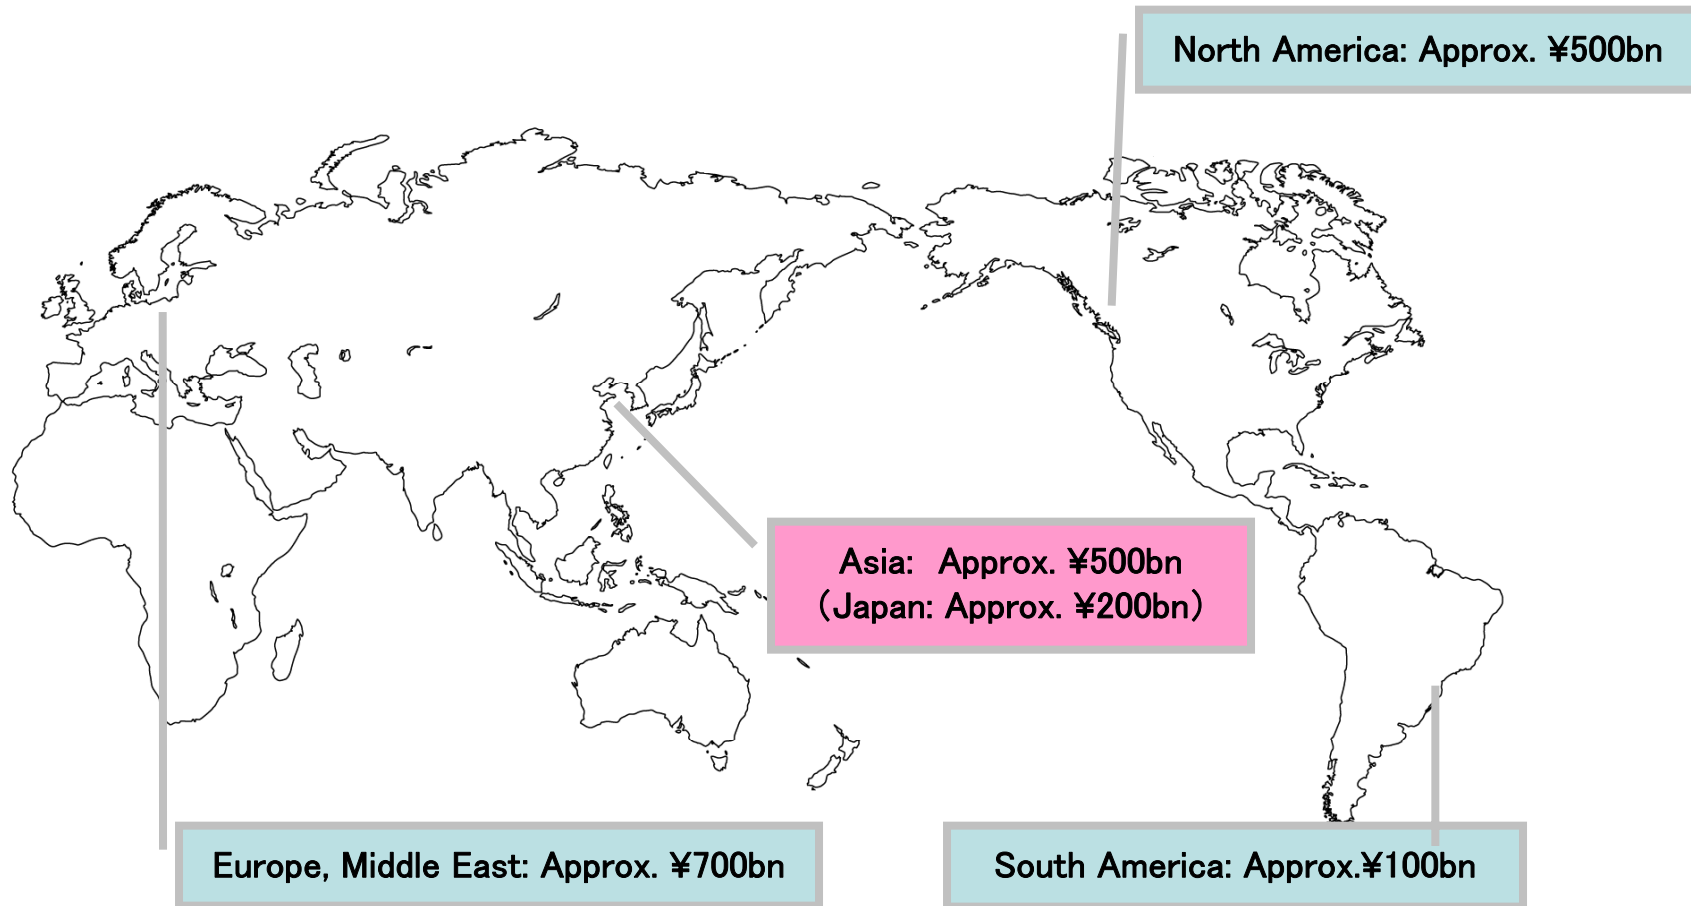 North America: Approx. ¥500bn
Asia: Approx. ¥500bn
（Japan: Approx. ¥200bn）
Europe, Middle East: Approx. ¥700bn
South America: Approx.¥100bn